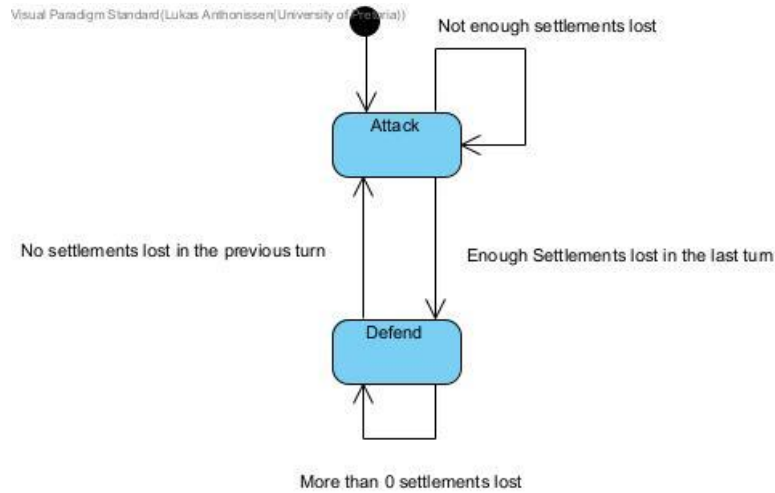 Visual Paradigm Standard(Lukas Anthonissen(University of Pretoria))
Not enough settlements lost
Attack
No settlements lost in the previous turn
Enough Settlements lost in the last turn
Defend
More than 0 settlements lost